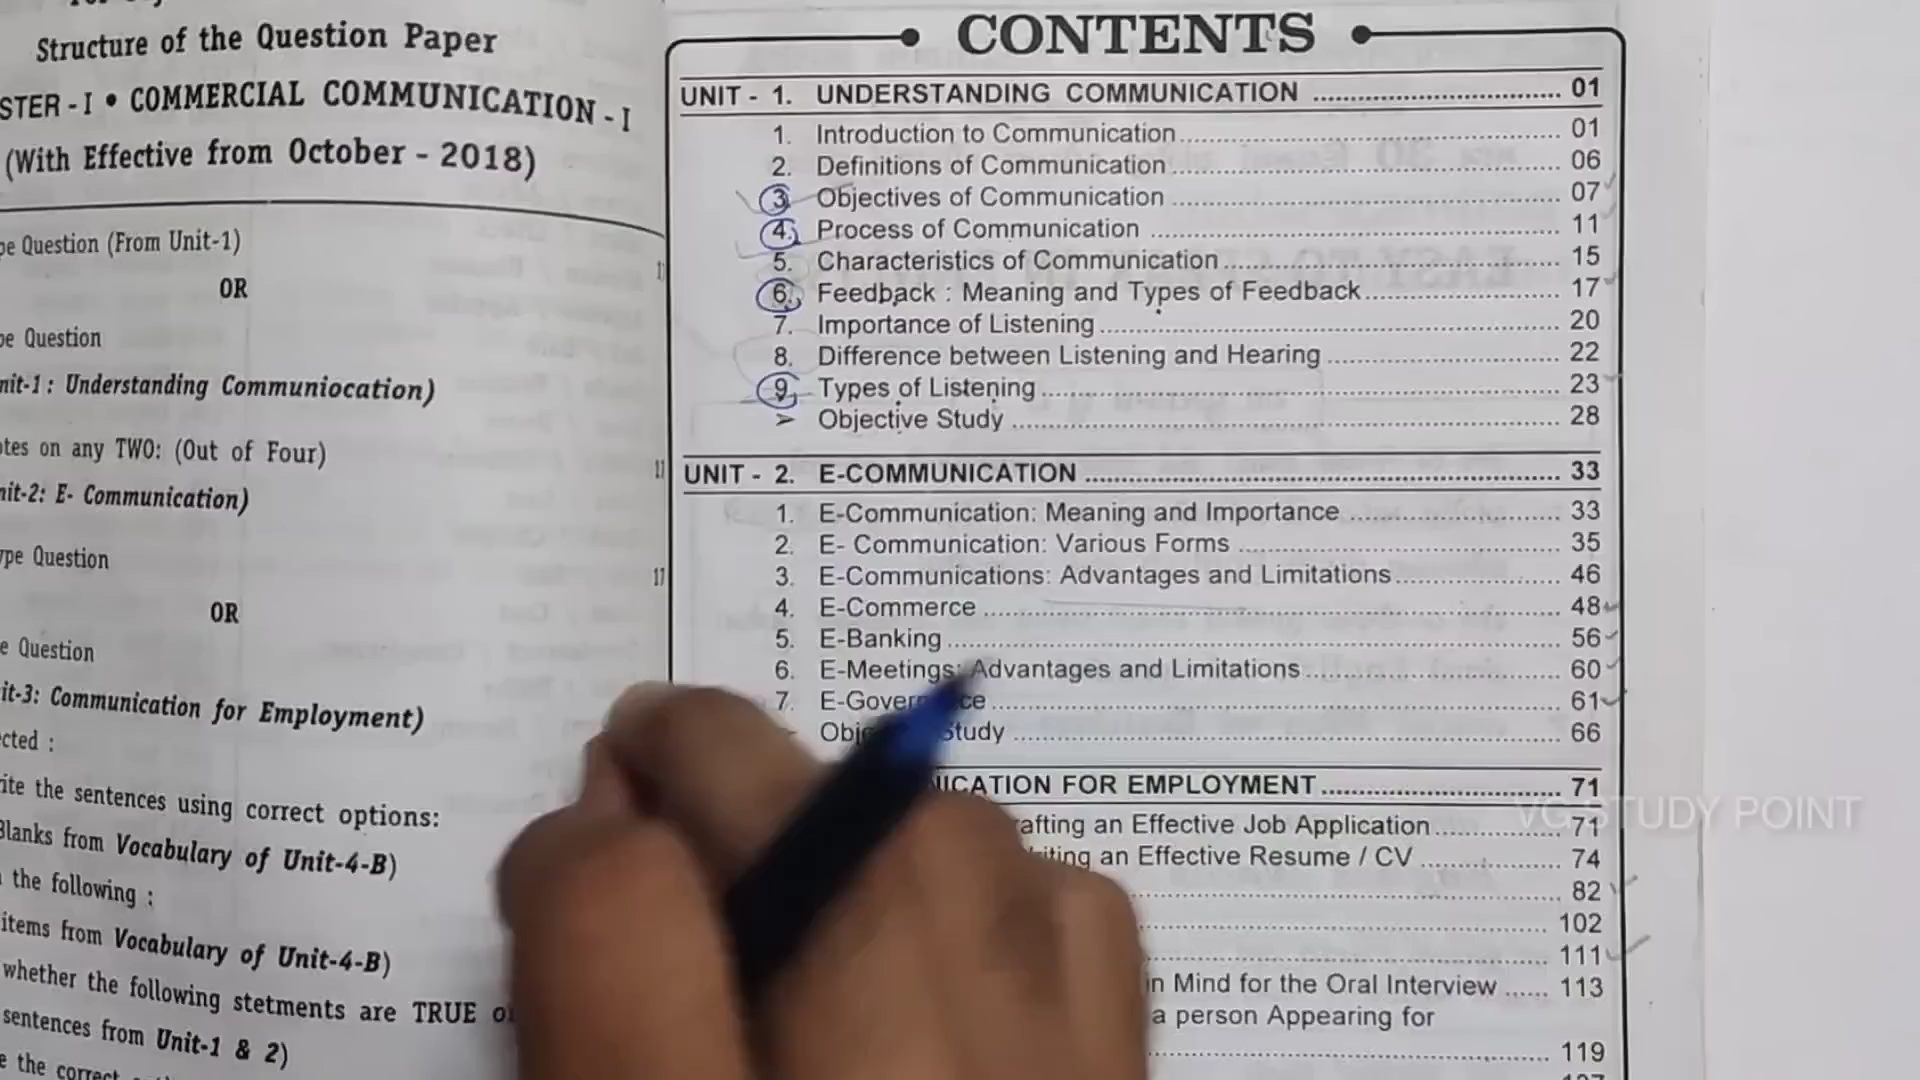 Structure of the Question Paper
STER - I • COMMERCIAL COMMUNICATION - I
(With Effective from October - 2018)
pe Question (From Unit-1)
OR
pe Question
nit-1 : Understanding Communiocation)
otes on any TWO: (Out of Four)
nit-2: E- Communication)
ype Question
17
OR
e Question
it-3: Communication for Employment)
cted :
ite the sentences using correct options:
Blanks from Vocabulary of Unit-4-B)
the following :
items from Vocabulary of Unit-4-B)
whether the following stetments are TRUE
sentences from Unit-1 & 2)
e the correct
CONTENTS
UNIT - 1. UNDERSTANDING COMMUNICATION 01
1. Introduction to Communication 01
2. Definitions of Communication 06
3. Objectives of Communication 07
4. Process of Communication 11
5. Characteristics of Communication 15
6. Feedback : Meaning and Types of Feedback 17
7. Importance of Listening 20
8. Difference between Listening and Hearing 22
9. Types of Listening 23
➢ Objective Study 28
UNIT - 2. E-COMMUNICATION 33
1. E-Communication: Meaning and Importance 33
2. E- Communication: Various Forms 35
3. E-Communications: Advantages and Limitations 46
4. E-Commerce 48
5. E-Banking 56
6. E-Meetings: Advantages and Limitations 60
7. E-Gover ce 61
Obj Study 66
ICATION FOR EMPLOYMENT 71
rafting an Effective Job Application 71
iting an Effective Resume / CV 74
82
102
111
in Mind for the Oral Interview 113
a person Appearing for
119
VG STUDY POINT